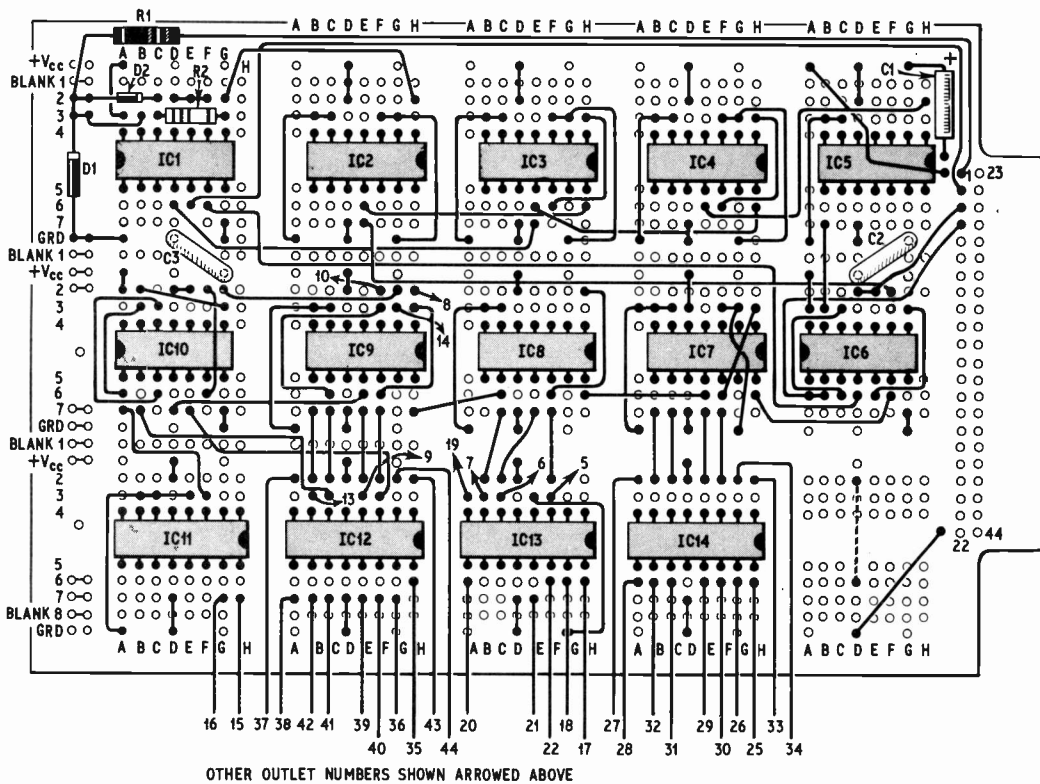 R1
A B C D E F G H A B C D E F G H A B C D E F G H A B C D E F G H
A B C D E F G H
+Vcc
D2
R2
C1 +
BLANK 1
2
3
4
IC1 IC2 IC3 IC4 IC5
D1
1 23
5
6
7
GRD
C3
C2
BLANK 1
+Vcc
2
10
8
3
4
14
IC10 IC9 IC8 IC7 IC6
5
6
7
GRD
BLANK 1
9
19
7
6
5
+Vcc
2
3
13
4
IC11 IC12 IC13 IC14
22 44
5
6
7
BLANK 8
GRD
A B C D E F G H A B C D E F G H A B C D E F G H A B C D E F G H A B C D E F G H
16 15 37 38 42 41 39 36 43 20 21 18 27 32 29 26 33
40 35 44 22 17 28 31 30 25 34
OTHER OUTLET NUMBERS SHOWN ARROWED ABOVE